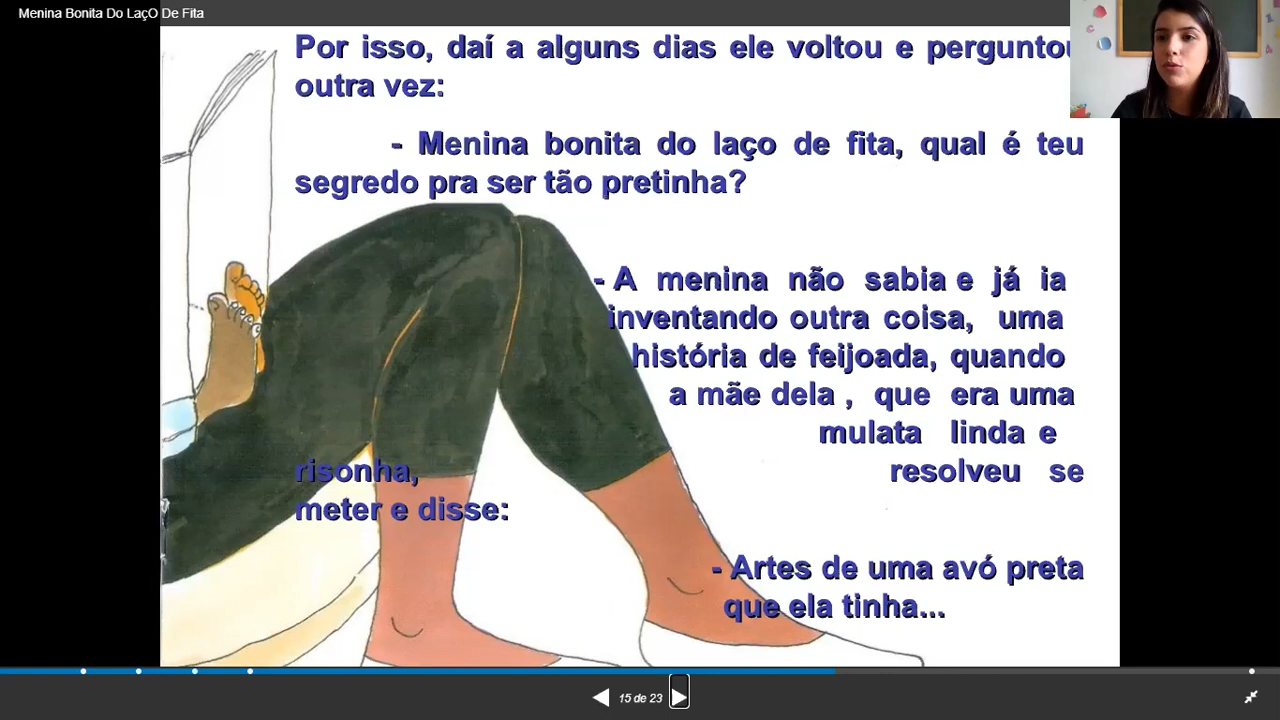 Menina Bonita Do LaçO De Fita
Por isso, daí a alguns dias ele voltou e perguntou
outra vez:
- Menina bonita do laço de fita, qual é teu
segredo pra ser tão pretinha?
- A menina não sabia e já ia
inventando outra coisa, uma
história de feijoada, quando
a mãe dela , que era uma
mulata linda e
risonha, resolveu se
meter e disse:
- Artes de uma avó preta
que ela tinha...
15 de 23